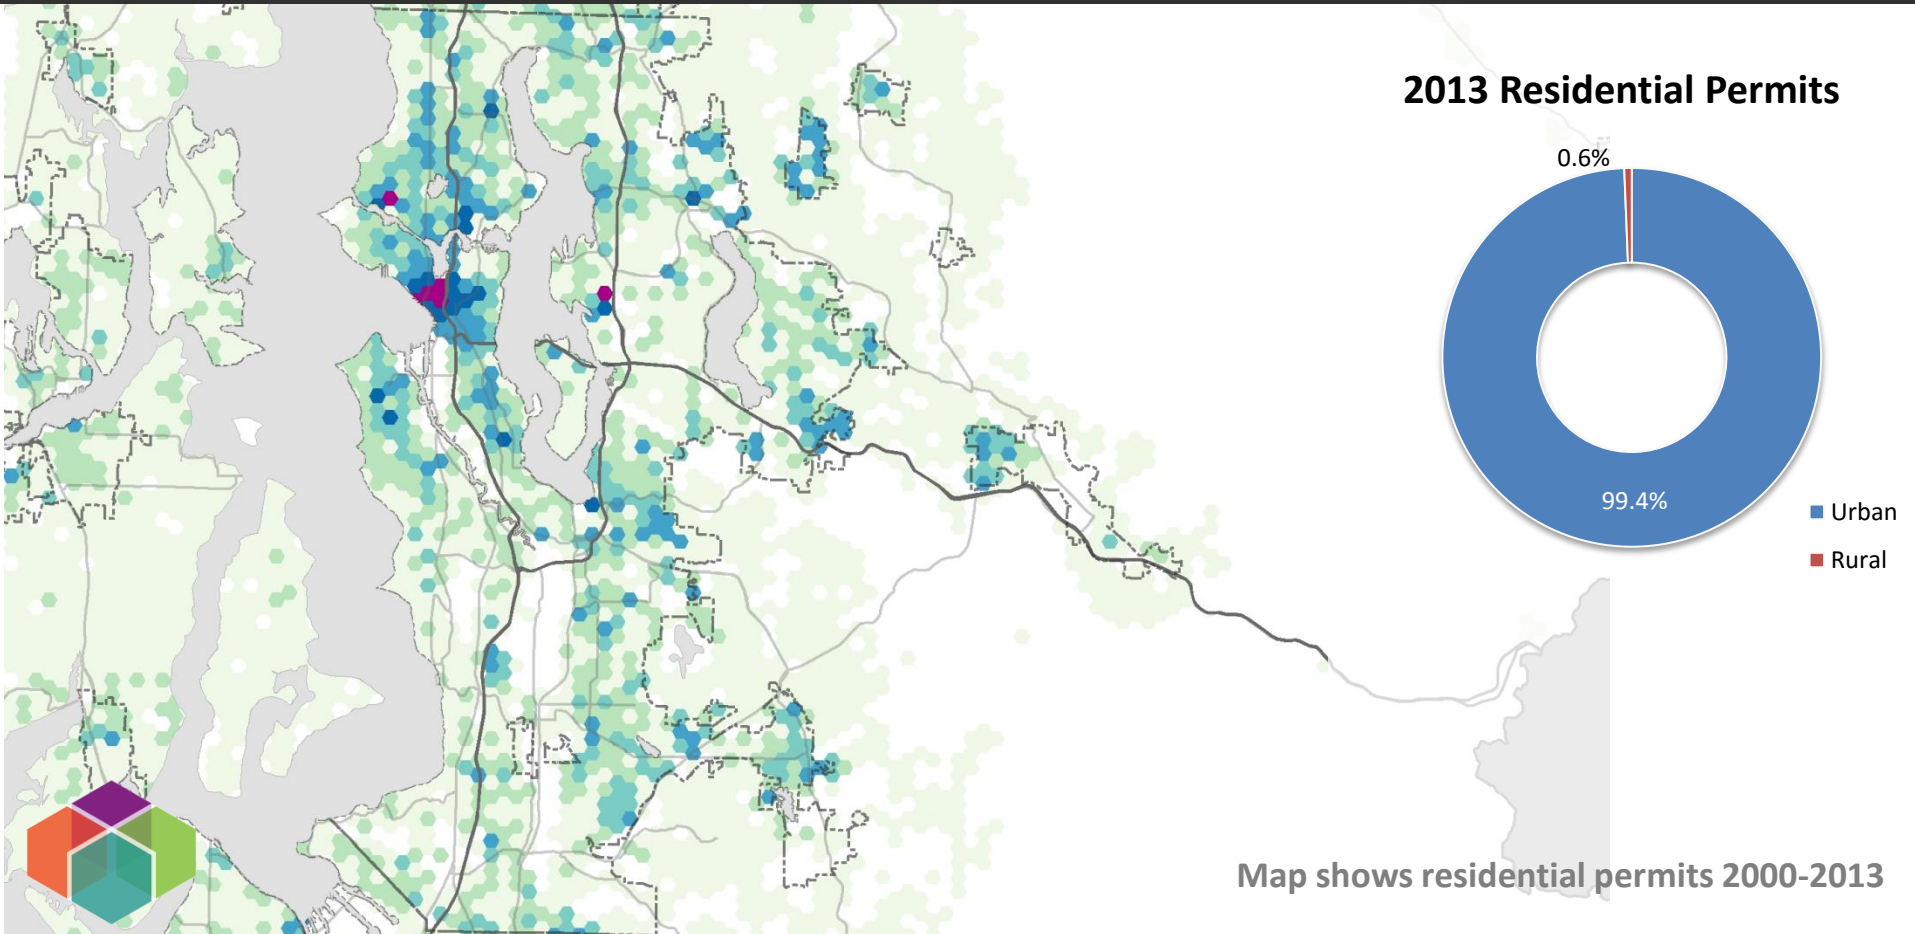 2013 Residential Permits
0.6%
99.4%
Urban
Rural
Map shows residential permits 2000-2013